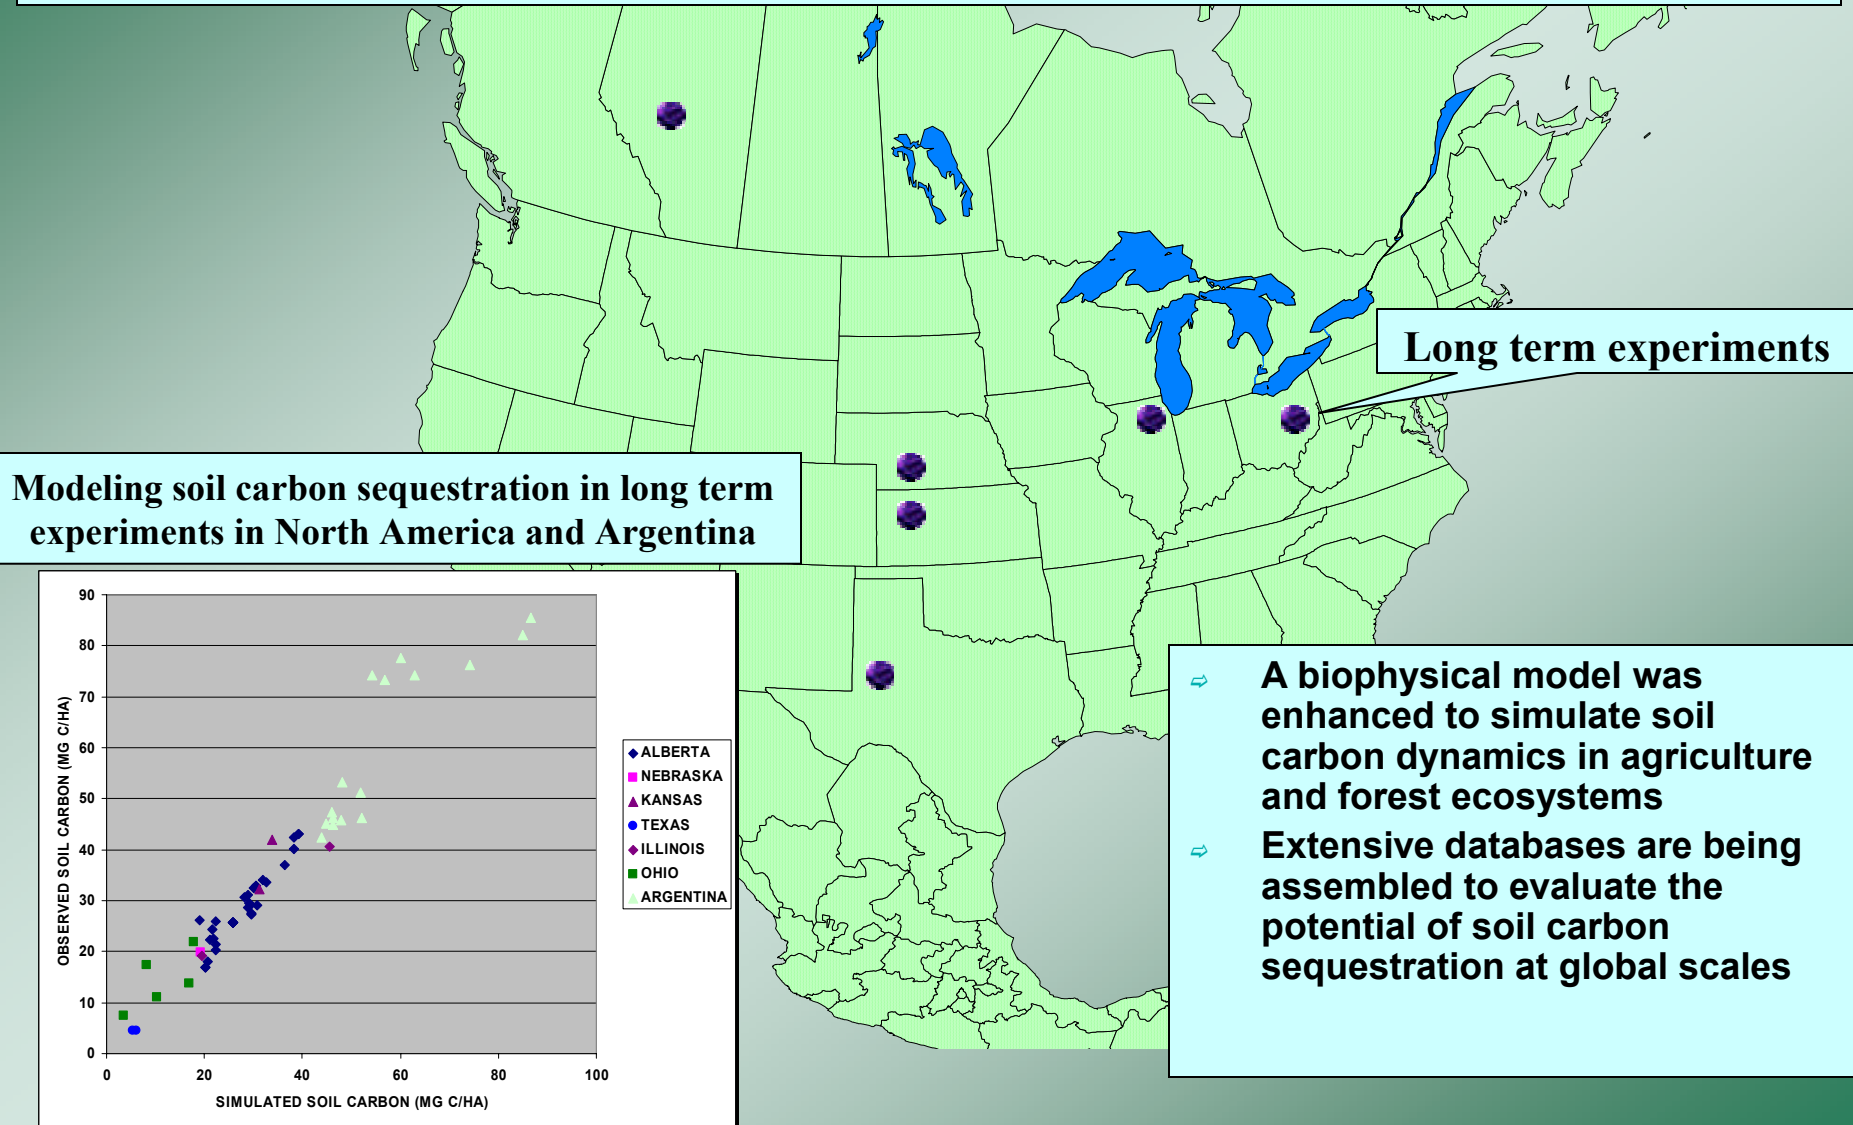 Long term experiments
Modeling soil carbon sequestration in long term
experiments in North America and Argentina
90
80
70
60
50
40
30
20
10
0
0 20 40 60 80 100
OBSERVED SOIL CARBON (MG C/HA)
SIMULATED SOIL CARBON (MG C/HA)
ALBERTA
NEBRASKA
KANSAS
TEXAS
ILLINOIS
OHIO
ARGENTINA
A biophysical model was
enhanced to simulate soil
carbon dynamics in agriculture
and forest ecosystems
Extensive databases are being
assembled to evaluate the
potential of soil carbon
sequestration at global scales